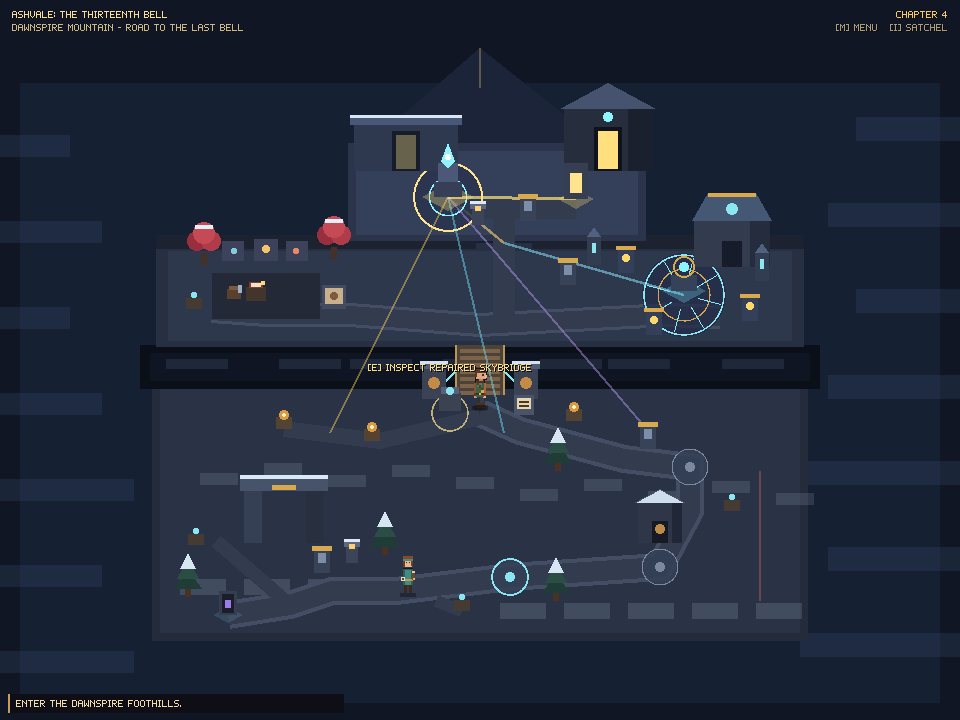 ASHVALE: THE THIRTEENTH BELL
CHAPTER 4
DAWNSPIRE MOUNTAIN - ROAD TO THE LAST BELL
[M] MENU [I] SATCHEL
[E] INSPECT REPAIRED SKYBRIDGE
ENTER THE DAWNSPIRE FOOTHILLS.